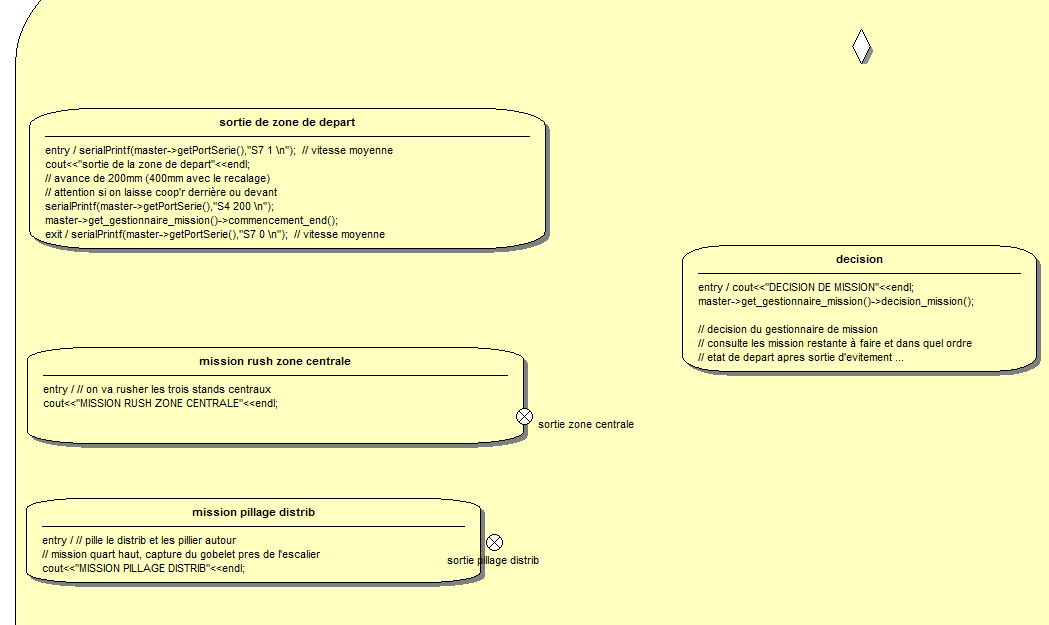 sortie de zone de depart
entry / serialPrintf(master->getPortSerie(),"S7 1 \n");  // vitesse moyenne
cout<<"sortie de la zone de depart"<<endl;
// avance de 200mm (400mm avec le recalage)
// attention si on laisse coop'r derrière ou devant
serialPrintf(master->getPortSerie(),"S4 200 \n");
master->get_gestionnaire_mission()->commencement_end();
exit / serialPrintf(master->getPortSerie(),"S7 0 \n");  // vitesse moyenne
decision
entry / cout<<"DECISION DE MISSION"<<endl;
master->get_gestionnaire_mission()->decision_mission();
// decision du gestionnaire de mission
// consulte les mission restante à faire et dans quel ordre
// etat de depart apres sortie d'evitement ...
mission rush zone centrale
entry / // on va rusher les trois stands centraux
cout<<"MISSION RUSH ZONE CENTRALE"<<endl;
sortie zone centrale
mission pillage distrib
entry / // pille le distrib et les pillier autour
// mission quart haut, capture du gobelet pres de l'escalier
cout<<"MISSION PILLAGE DISTRIB"<<endl;
sortie pillage distrib